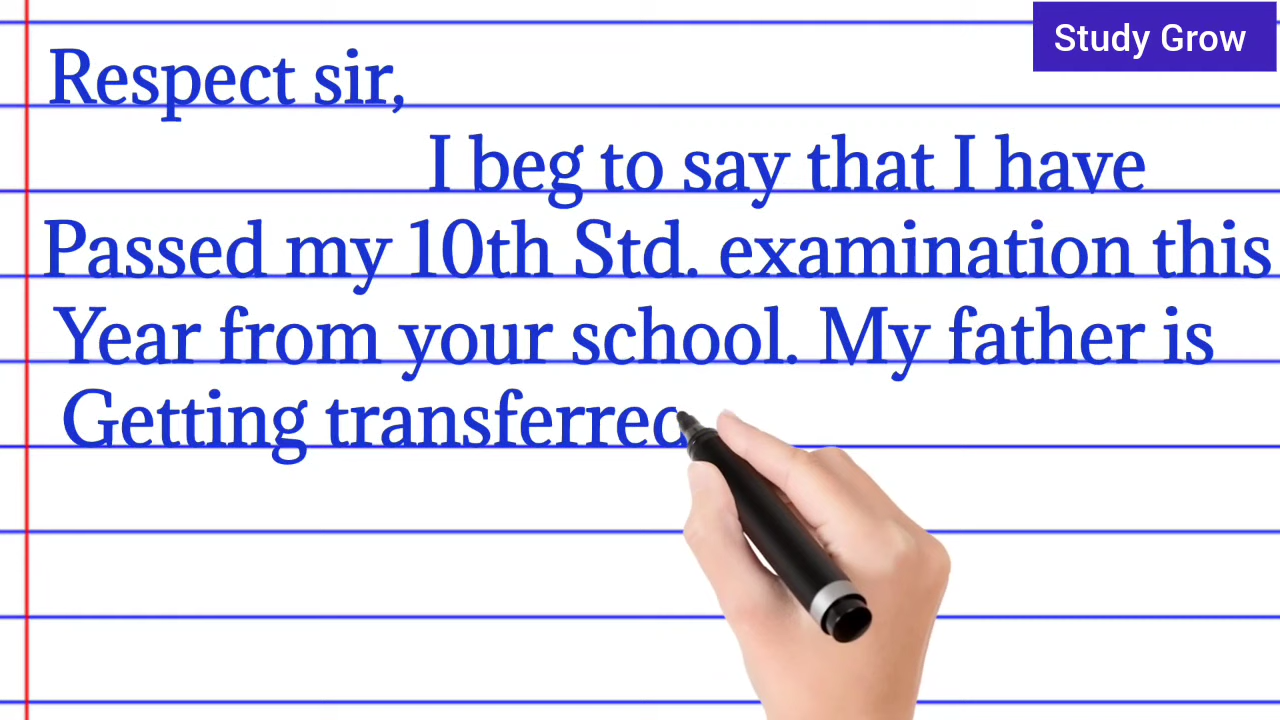 Study Grow
Respect sir,
I beg to say that I have
Passed my 10th Std. examination this
Year from your school. My father is
Getting transferred